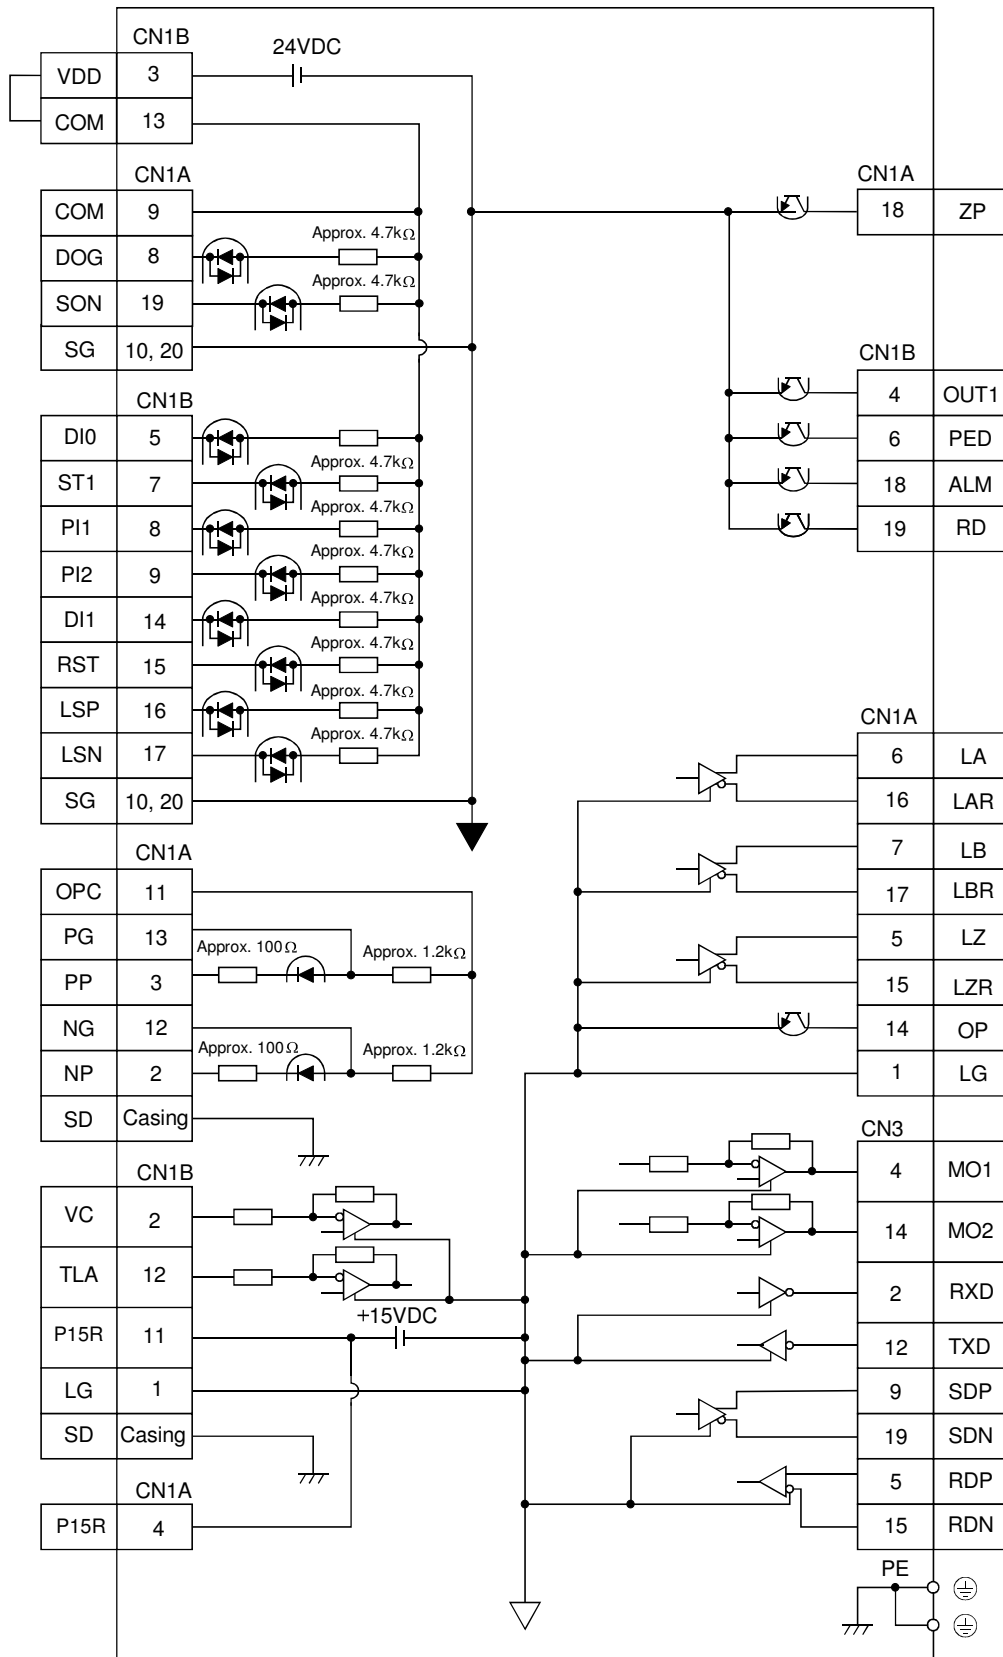 CN1B
24VDC
VDD 3
COM 13
CN1A
COM 9
Approx. 4.7kΩ
DOG 8
Approx. 4.7kΩ
SON 19
SG 10, 20
CN1B
DI0 5
Approx. 4.7kΩ
ST1 7
Approx. 4.7kΩ
PI1 8
Approx. 4.7kΩ
PI2 9
Approx. 4.7kΩ
DI1 14
Approx. 4.7kΩ
RST 15
Approx. 4.7kΩ
LSP 16
Approx. 4.7kΩ
LSN 17
SG 10, 20
CN1A
OPC 11
PG 13
Approx. 100Ω Approx. 1.2kΩ
PP 3
NG 12
Approx. 100Ω Approx. 1.2kΩ
NP 2
SD Casing
CN1B
VC 2
TLA 12
+15VDC
P15R 11
LG 1
SD Casing
CN1A
P15R 4
CN1A
18 ZP
CN1B
4 OUT1
6 PED
18 ALM
19 RD
CN1A
6 LA
16 LAR
7 LB
17 LBR
5 LZ
15 LZR
14 OP
1 LG
CN3
4 MO1
14 MO2
2 RXD
12 TXD
9 SDP
19 SDN
5 RDP
15 RDN
PE